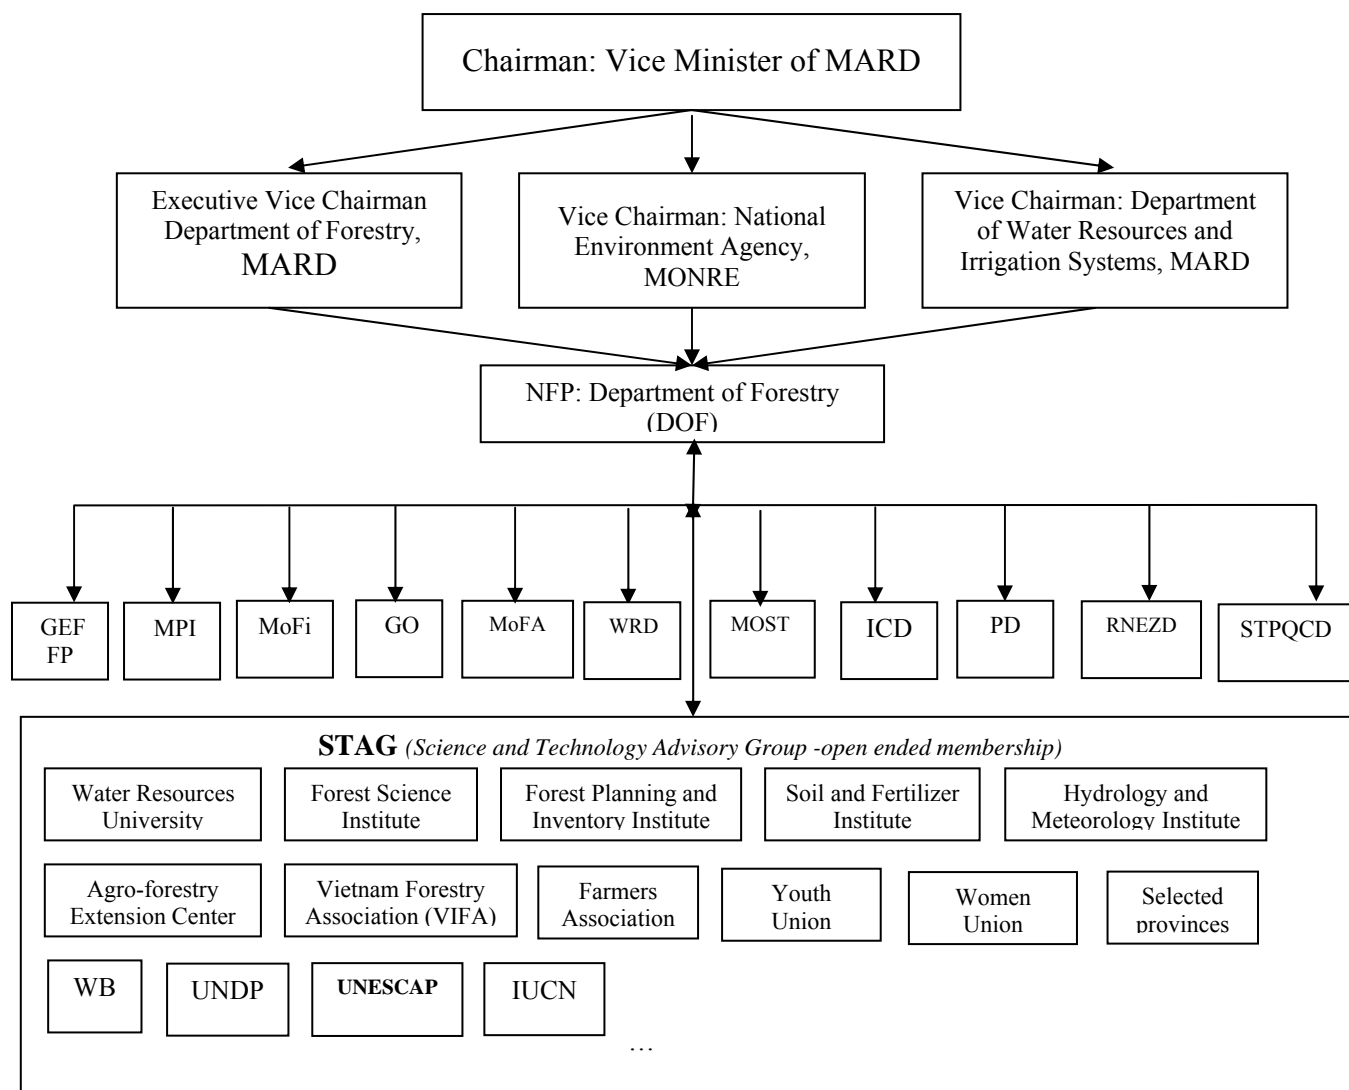 Chairman: Vice Minister of MARD
Executive Vice Chairman
Department of Forestry,
MARD
Vice Chairman: National
Environment Agency,
MONRE
Vice Chairman: Department
of Water Resources and
Irrigation Systems, MARD
NFP: Department of Forestry
(DOF)
GEF
FP
MPI
MoFi
GO
MoFA
WRD
MOST
ICD
PD
RNEZD
STPQCD
STAG (Science and Technology Advisory Group -open ended membership)
Water Resources
University
Forest Science
Institute
Forest Planning and
Inventory Institute
Soil and Fertilizer
Institute
Hydrology and
Meteorology Institute
Agro-forestry
Extension Center
Vietnam Forestry
Association (VIFA)
Farmers
Association
Youth
Union
Women
Union
Selected
provinces
WB
UNDP
UNESCAP
IUCN
…